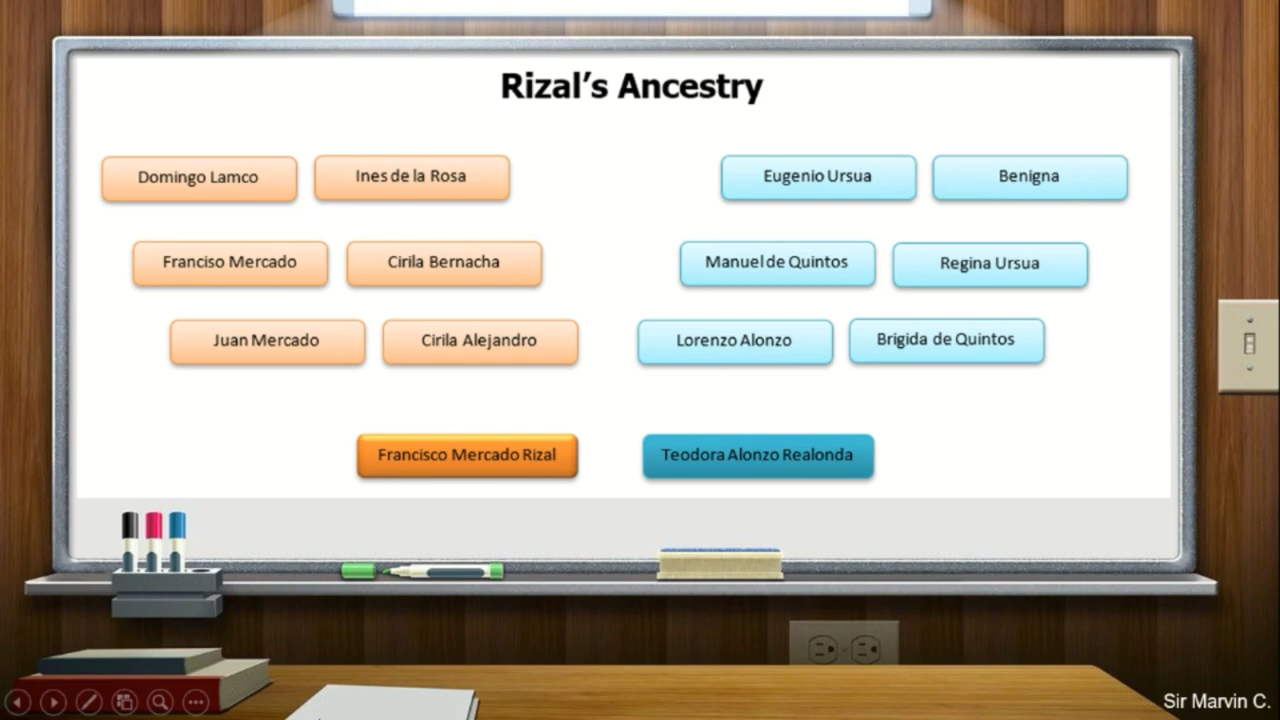 Rizal's Ancestry
Domingo Lamco
Ines de la Rosa
Eugenio Ursua
Benigna
Franciso Mercado
Cirila Bernacha
Manuel de Quintos
Regina Ursua
Juan Mercado
Cirila Alejandro
Lorenzo Alonzo
Brigida de Quintos
Francisco Mercado Rizal
Teodora Alonzo Realonda
Sir Marvin C.